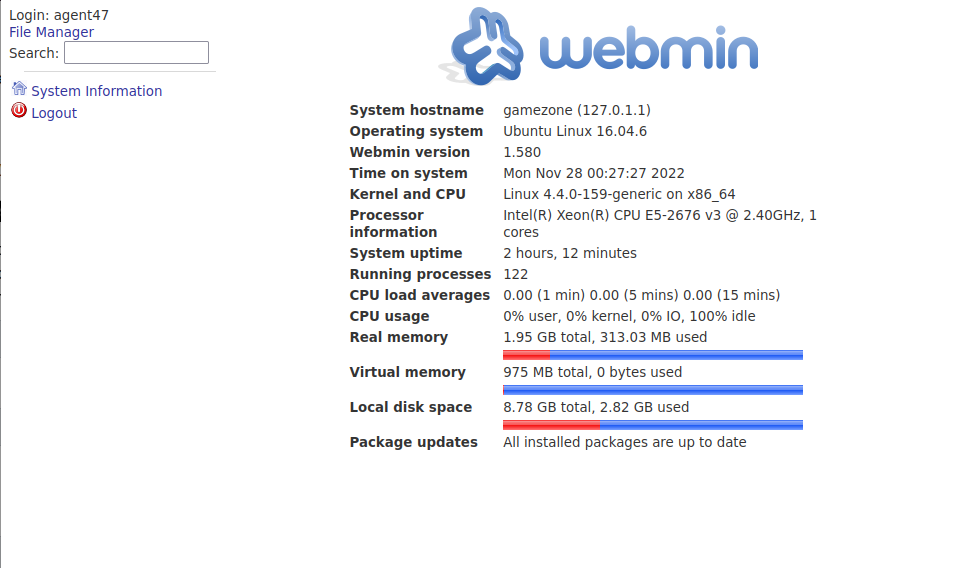 Login: agent47
File Manager
Search:
System Information
Logout
webmin
System hostname gamezone (127.0.1.1)
Operating system Ubuntu Linux 16.04.6
Webmin version 1.580
Time on system Mon Nov 28 00:27:27 2022
Kernel and CPU Linux 4.4.0-159-generic on x86_64
Processor information Intel(R) Xeon(R) CPU E5-2676 v3 @ 2.40GHz, 1 cores
System uptime 2 hours, 12 minutes
Running processes 122
CPU load averages 0.00 (1 min) 0.00 (5 mins) 0.00 (15 mins)
CPU usage 0% user, 0% kernel, 0% IO, 100% idle
Real memory 1.95 GB total, 313.03 MB used
Virtual memory 975 MB total, 0 bytes used
Local disk space 8.78 GB total, 2.82 GB used
Package updates All installed packages are up to date